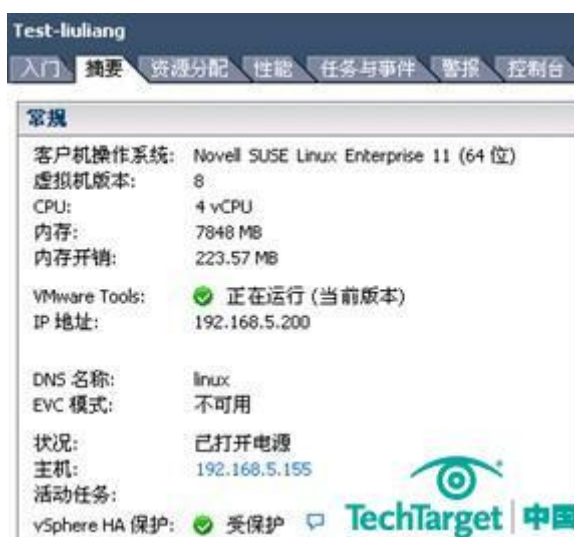 Test-liuliang
入门 摘要 资源分配 性能 任务与事件 警报 控制台
常规
客户机操作系统: Novell SUSE Linux Enterprise 11 (64 位)
虚拟机版本: 8
CPU: 4 vCPU
内存: 7848 MB
内存开销: 223.57 MB
VMware Tools: 正在运行 (当前版本)
IP 地址: 192.168.5.200
DNS 名称: linux
EVC 模式: 不可用
状况: 已打开电源
主机: 192.168.5.155
活动任务:
vSphere HA 保护: 受保护
TechTarget 中国